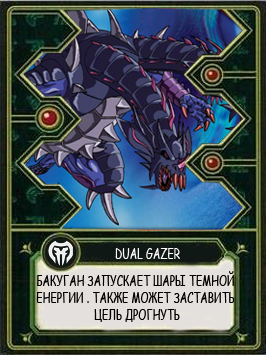 DUAL GAZER
БАКУГАН ЗАПУСКАЕТ ШАРЫ ТЕМНОЙ
ЕНЕРГИИ . ТАКЖЕ МОЖЕТ ЗАСТАВИТЬ
ЦЕЛЬ ДРОГНУТЬ